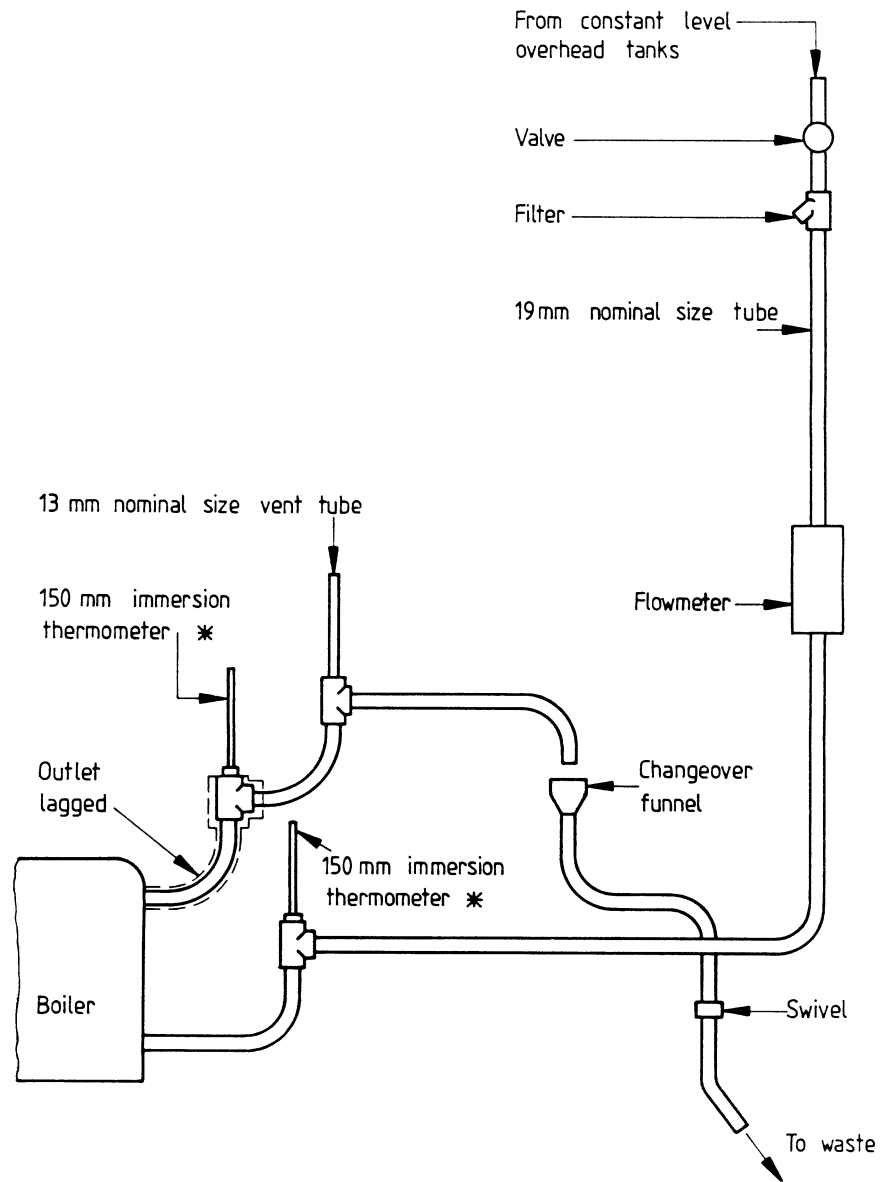 From constant level
overhead tanks
Valve
Filter
19mm nominal size tube
13 mm nominal size vent tube
150 mm immersion
thermometer *
Flowmeter
Outlet
lagged
Changeover
funnel
150 mm immersion
thermometer *
Boiler
Swivel
To waste